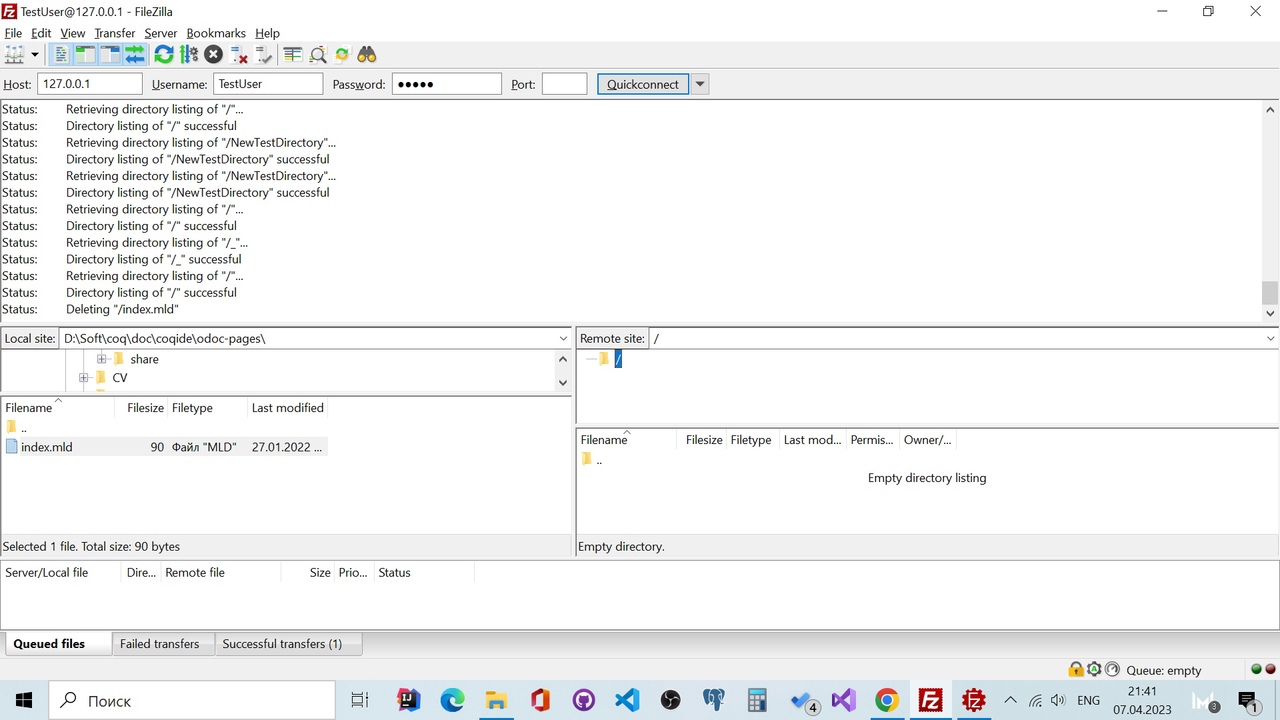 TestUser@127.0.0.1 - FileZilla
File Edit View Transfer Server Bookmarks Help
Host: 127.0.0.1 Username: TestUser Password: ●●●●● Port: Quickconnect
Status: Retrieving directory listing of "/"...
Status: Directory listing of "/" successful
Status: Retrieving directory listing of "/NewTestDirectory"...
Status: Directory listing of "/NewTestDirectory" successful
Status: Retrieving directory listing of "/NewTestDirectory"...
Status: Directory listing of "/NewTestDirectory" successful
Status: Retrieving directory listing of "/"...
Status: Directory listing of "/" successful
Status: Retrieving directory listing of "/_"...
Status: Directory listing of "/_" successful
Status: Retrieving directory listing of "/"...
Status: Directory listing of "/" successful
Status: Deleting "/index.mld"
Local site: D:\Soft\coq\doc\coqide\odoc-pages\
share
CV
Filename Filesize Filetype Last modified
..
index.mld 90 Файл "MLD" 27.01.2022 ...
Selected 1 file. Total size: 90 bytes
Remote site: /
/
Filename Filesize Filetype Last mod... Permis... Owner/...
..
Empty directory listing
Empty directory.
Server/Local file Dire... Remote file Size Prio... Status
Queued files Failed transfers Successful transfers (1)
Queue: empty
Поиск 4 ENG 21:41 3 1
07.04.2023